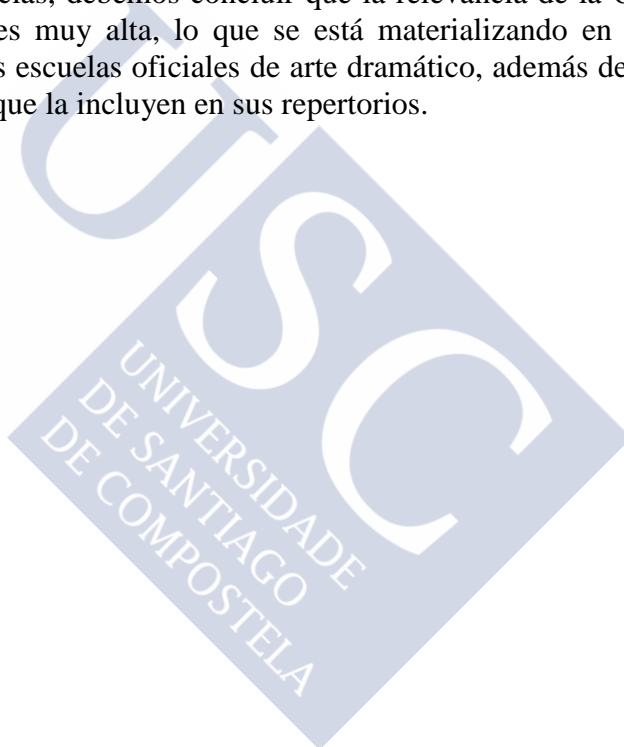 debemos concluir que la relevancia de la
es muy alta, lo que se está materializando en
escuelas oficiales de arte dramático, además de
que la incluyen en sus repertorios.
USC
UNIVERSIDADE
DE SANTIAGO
DE COMPOSTELA